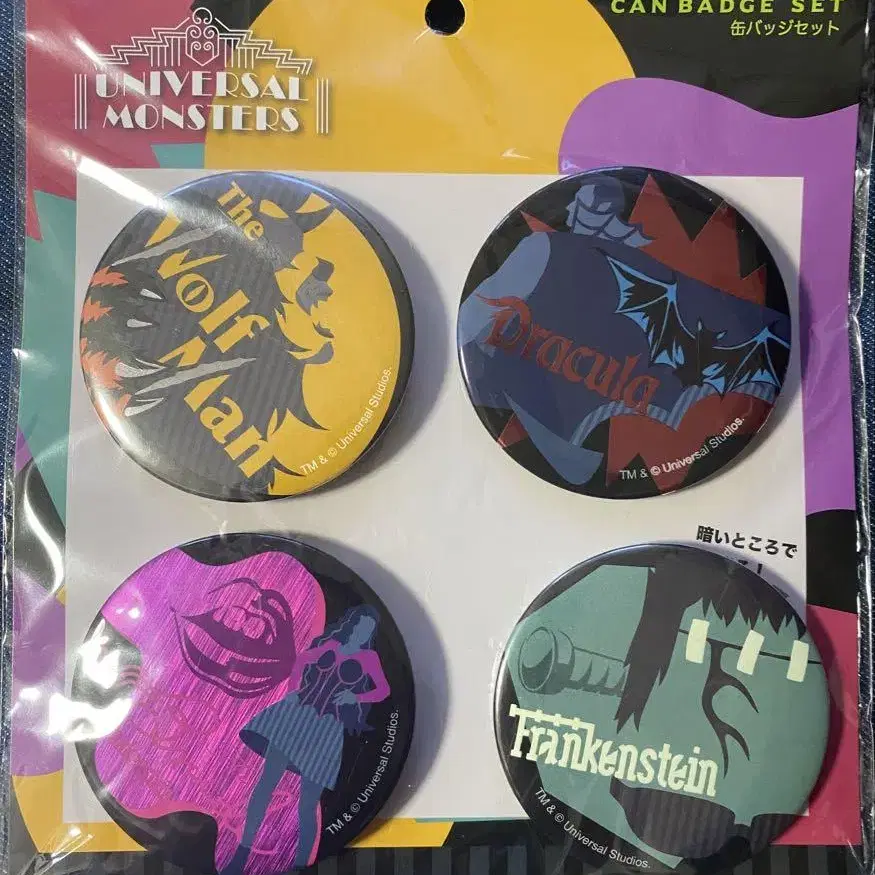 CAN BADGE SET
缶バッジセット
UNIVERSAL
MONSTERS
The
Wolf
Man
TM & © Universal Studios.
Dracula
TM & © Universal Studios.
暗いところで
TM & © Universal Studios.
Frankenstein
TM & © Universal Studios.